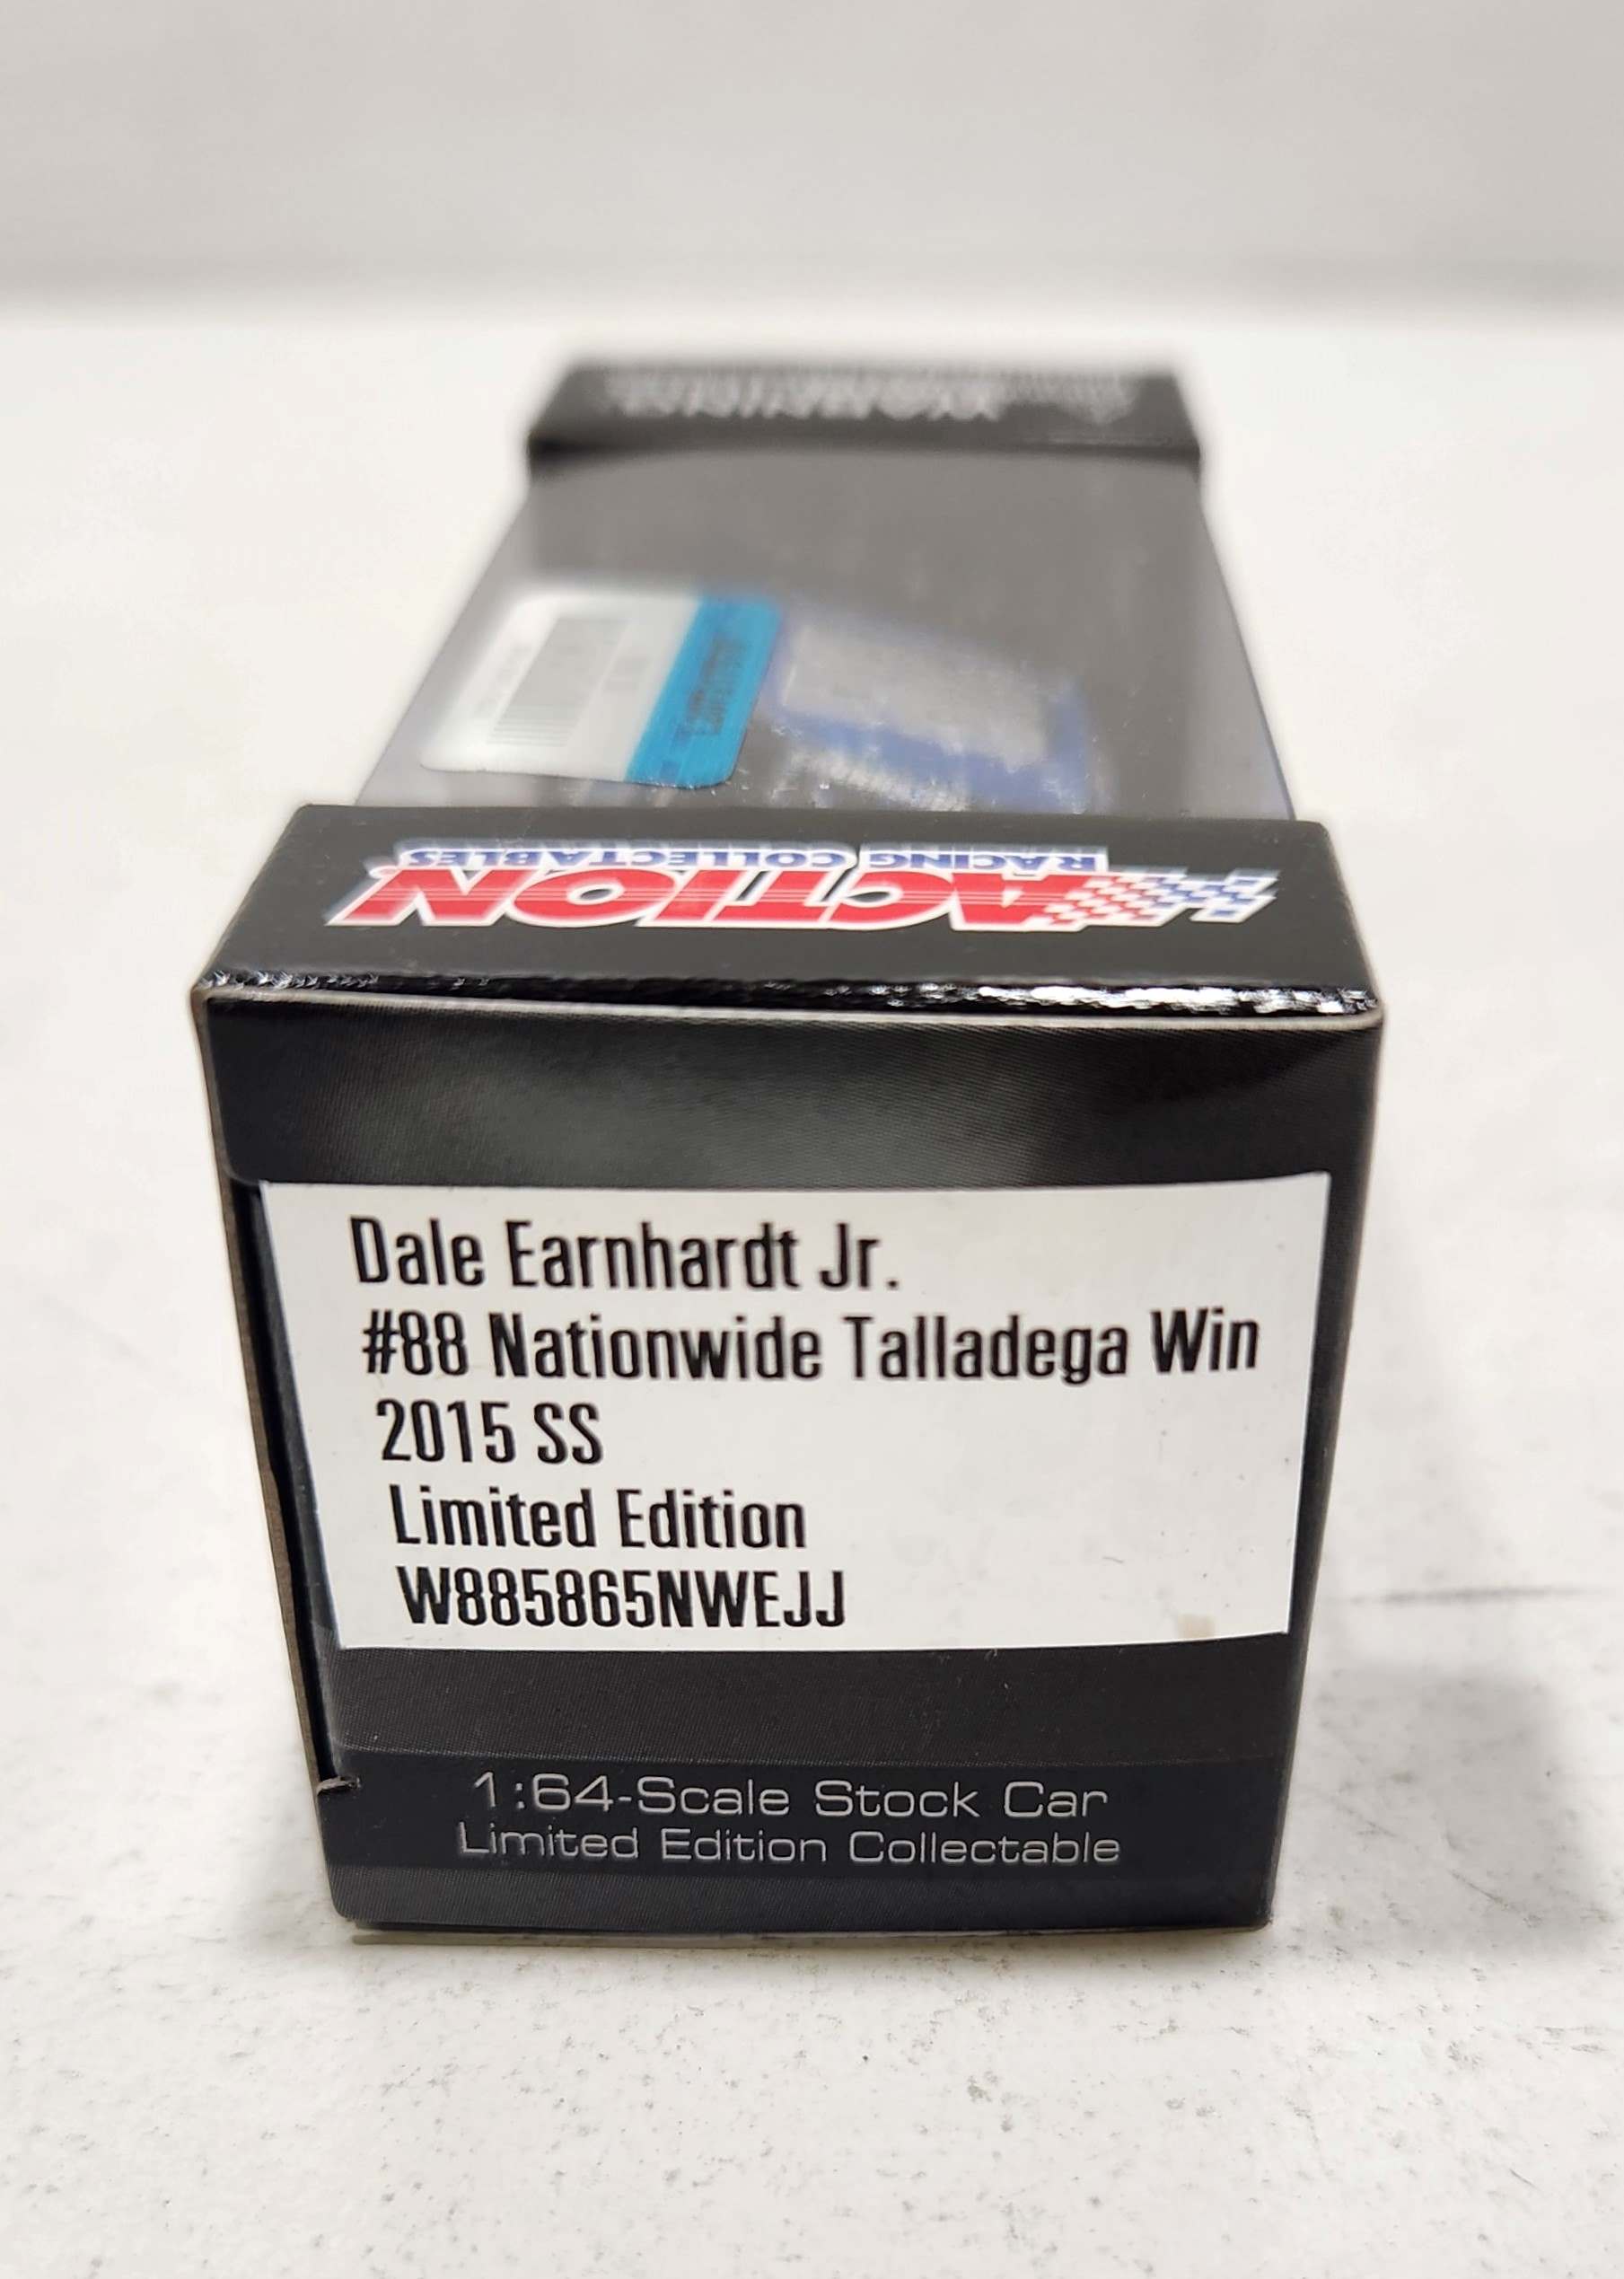 WARNING
ACTION
RACING COLLECTABLES
Dale Earnhardt Jr.
#88 Nationwide Talladega Win
2015 SS
Limited Edition
W885865NWEJJ
1:64-Scale Stock Car
Limited Edition Collectable